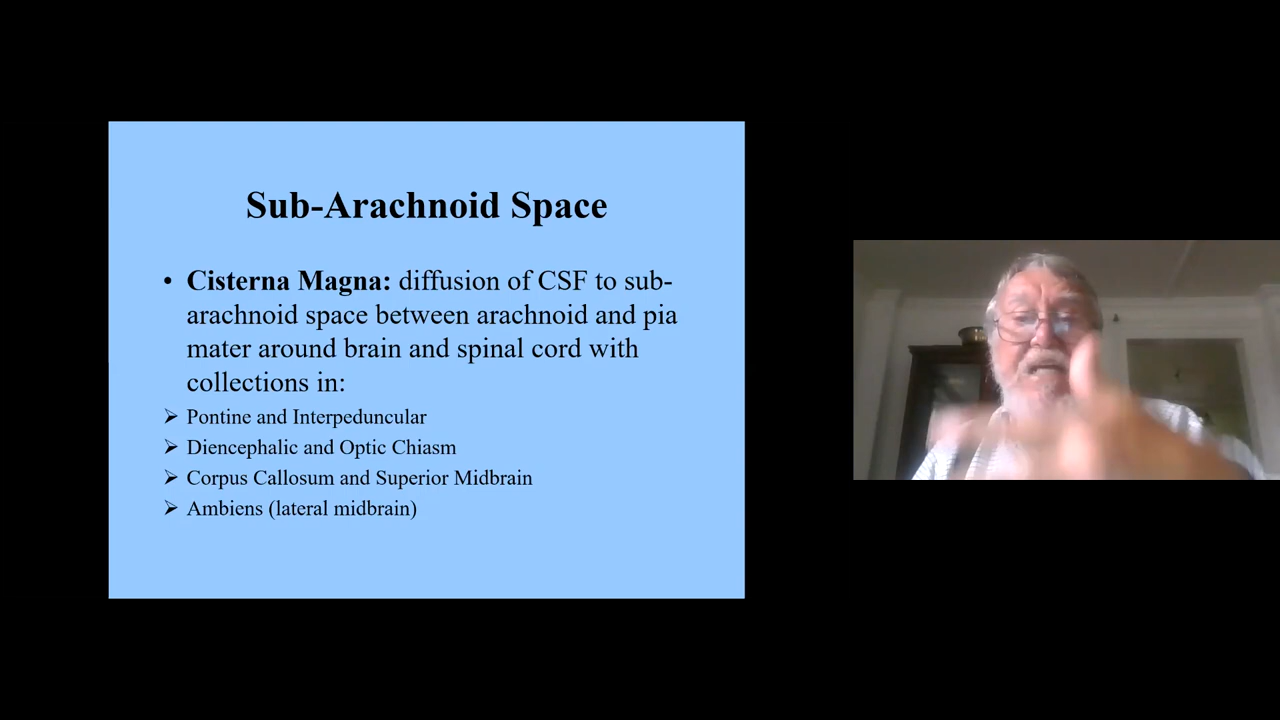 Sub-Arachnoid Space
• Cisterna Magna: diffusion of CSF to sub-
arachnoid space between arachnoid and pia
mater around brain and spinal cord with
collections in:
➢ Pontine and Interpeduncular
➢ Diencephalic and Optic Chiasm
➢ Corpus Callosum and Superior Midbrain
➢ Ambiens (lateral midbrain)